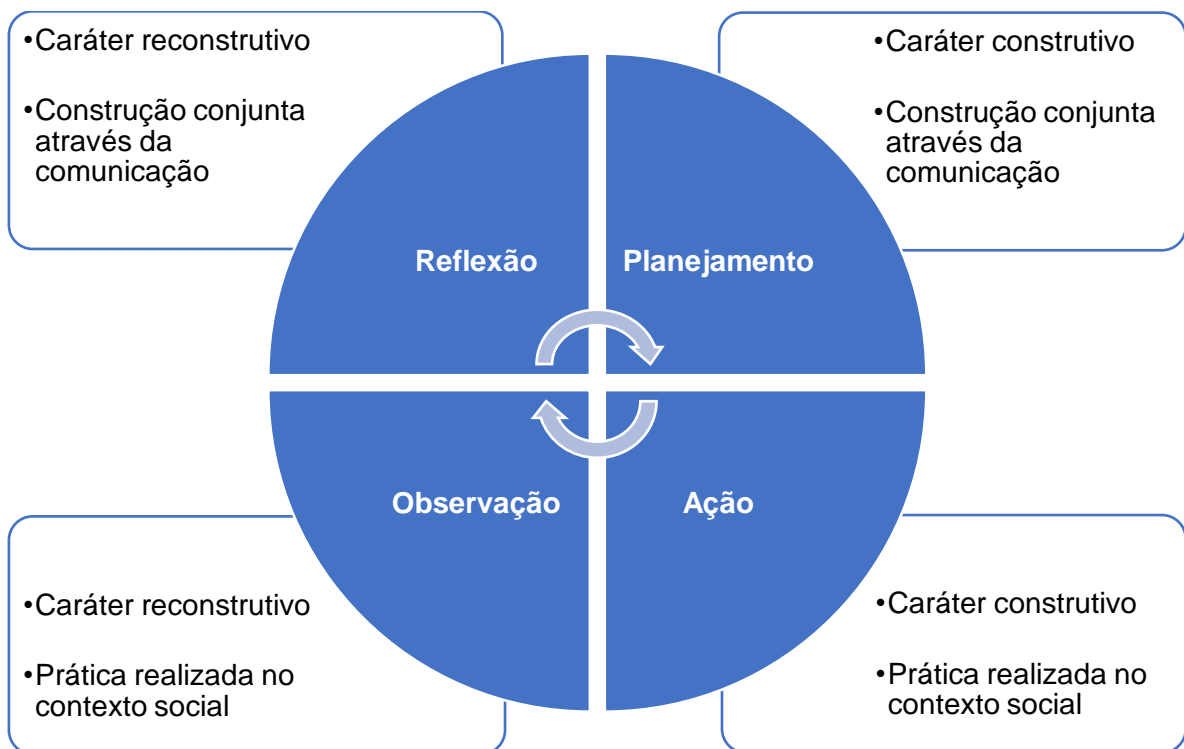 •Caráter reconstrutivo
•Construção conjunta
através da
comunicação
•Caráter construtivo
•Construção conjunta
através da
comunicação
Reflexão
Planejamento
Observação
Ação
•Caráter reconstrutivo
•Prática realizada no
contexto social
•Caráter construtivo
•Prática realizada no
contexto social